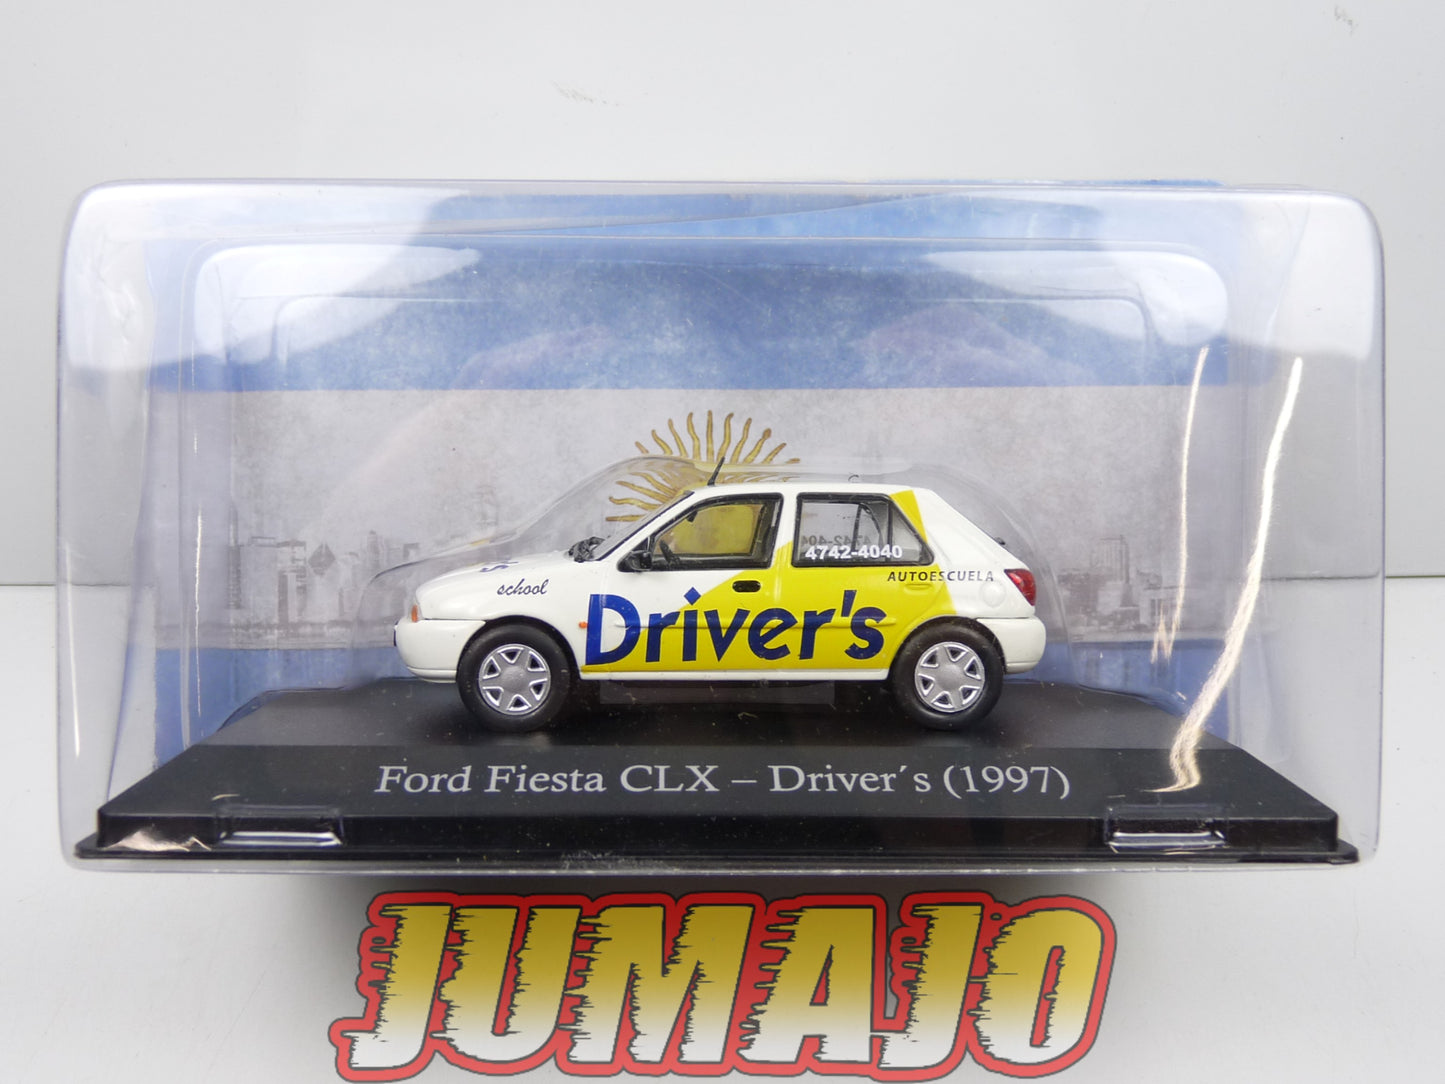 4742-4040
AUTOESCUELA
school
Driver's
Ford Fiesta CLX – Driver´s (1997)
JUMAJO